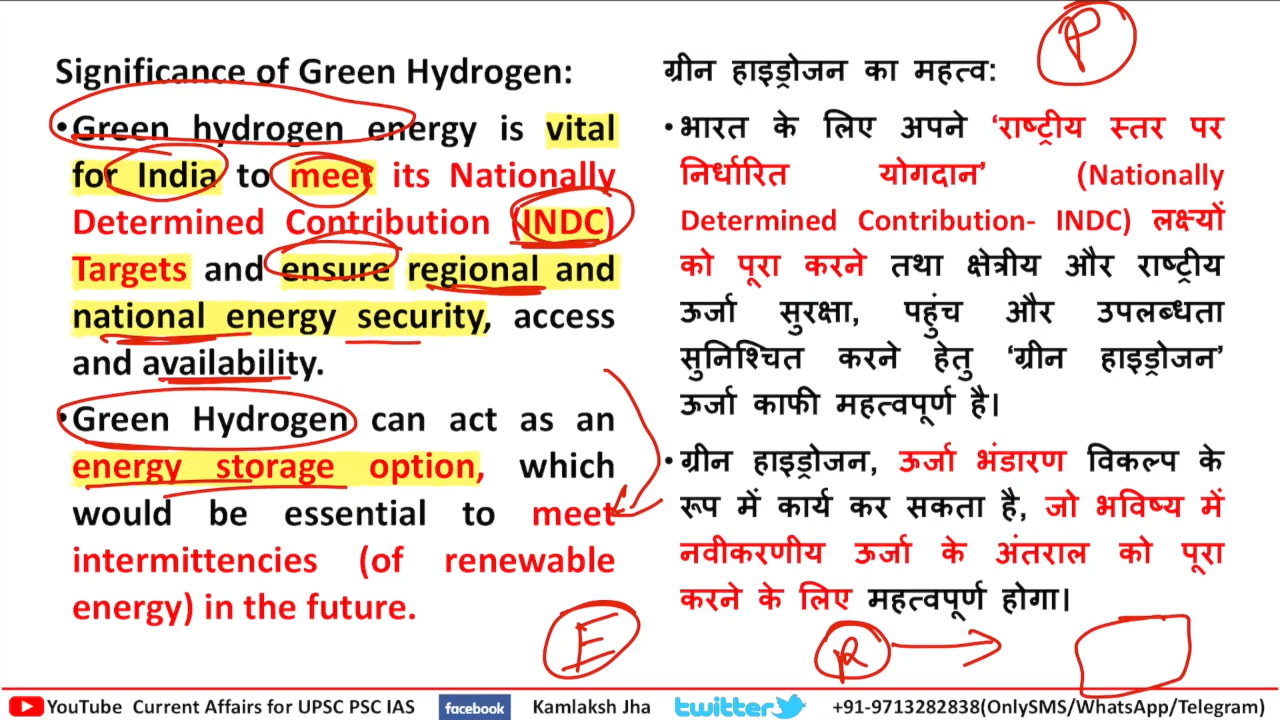 Significance of Green Hydrogen:
•Green hydrogen energy is vital
for India to meet its Nationally
Determined Contribution (INDC)
Targets and ensure regional and
national energy security, access
and availability.
•Green Hydrogen can act as an
energy storage option, which
would be essential to meet
intermittencies (of renewable
energy) in the future.
ग्रीन हाइड्रोजन का महत्व:
•भारत के लिए अपने ‘राष्ट्रीय स्तर पर
निर्धारित योगदान’ (Nationally
Determined Contribution- INDC) लक्ष्यों
को पूरा करने तथा क्षेत्रीय और राष्ट्रीय
ऊर्जा सुरक्षा, पहुंच और उपलब्धता
सुनिश्चित करने हेतु ‘ग्रीन हाइड्रोजन’
ऊर्जा काफी महत्वपूर्ण है।
•ग्रीन हाइड्रोजन, ऊर्जा भंडारण विकल्प के
रूप में कार्य कर सकता है, जो भविष्य में
नवीकरणीय ऊर्जा के अंतराल को पूरा
करने के लिए महत्वपूर्ण होगा।
P
E
R
YouTube Current Affairs for UPSC PSC IAS facebook Kamlaksh Jha twitter +91-9713282838(OnlySMS/WhatsApp/Telegram)